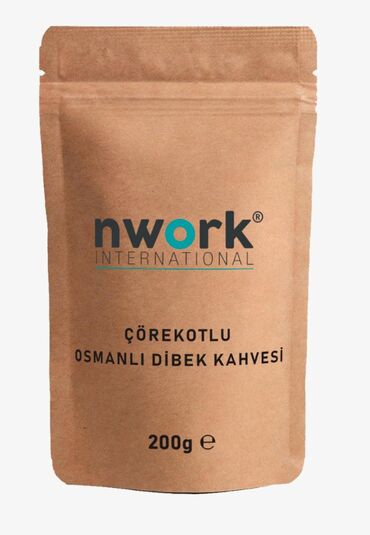 nwork®
INTERNATIONAL
ÇÖREKOTLU
OSMANLI DİBEK KAHVESİ
200g ℮